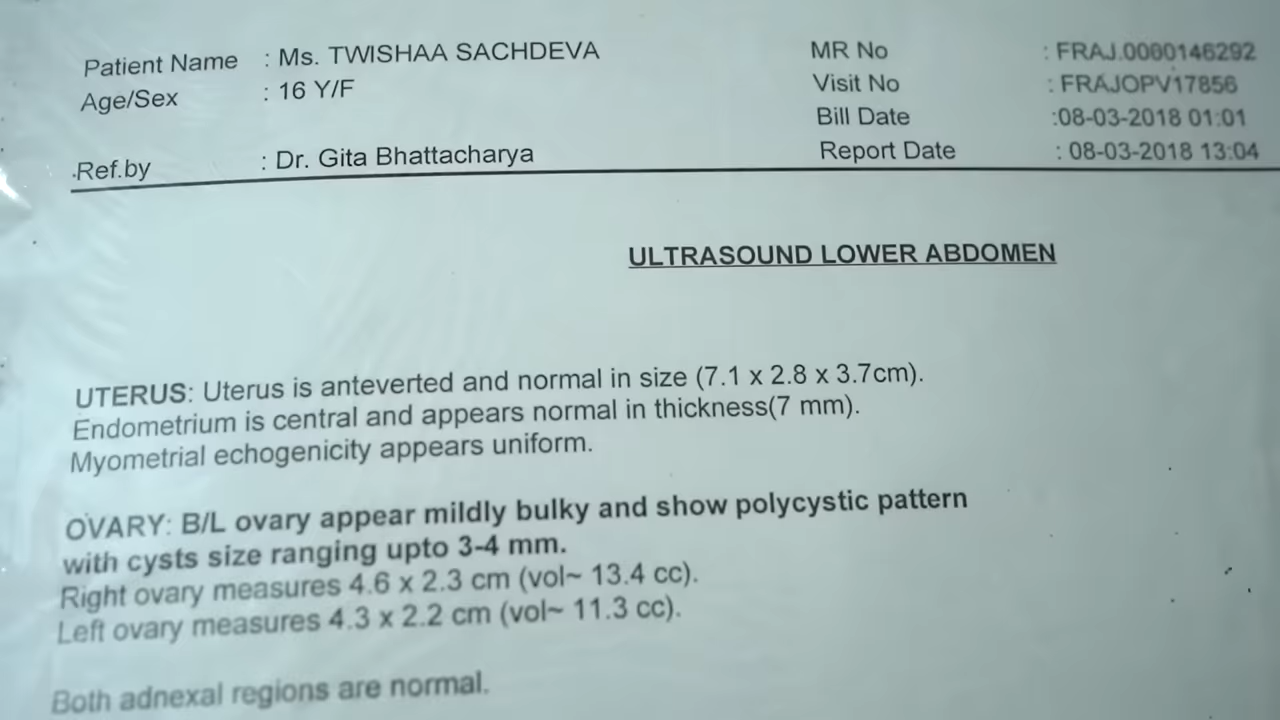 Patient Name : Ms. TWISHAA SACHDEVA MR No : FRAJ.0000146292
Age/Sex : 16 Y/F Visit No : FRAJOPV17856
Bill Date :08-03-2018 01:01
Ref.by : Dr. Gita Bhattacharya Report Date : 08-03-2018 13:04
ULTRASOUND LOWER ABDOMEN
UTERUS: Uterus is anteverted and normal in size (7.1 x 2.8 x 3.7cm).
Endometrium is central and appears normal in thickness(7 mm).
Myometrial echogenicity appears uniform.
OVARY: B/L ovary appear mildly bulky and show polycystic pattern
with cysts size ranging upto 3-4 mm.
Right ovary measures 4.6 x 2.3 cm (vol~ 13.4 cc).
Left ovary measures 4.3 x 2.2 cm (vol~ 11.3 cc).
Both adnexal regions are normal.